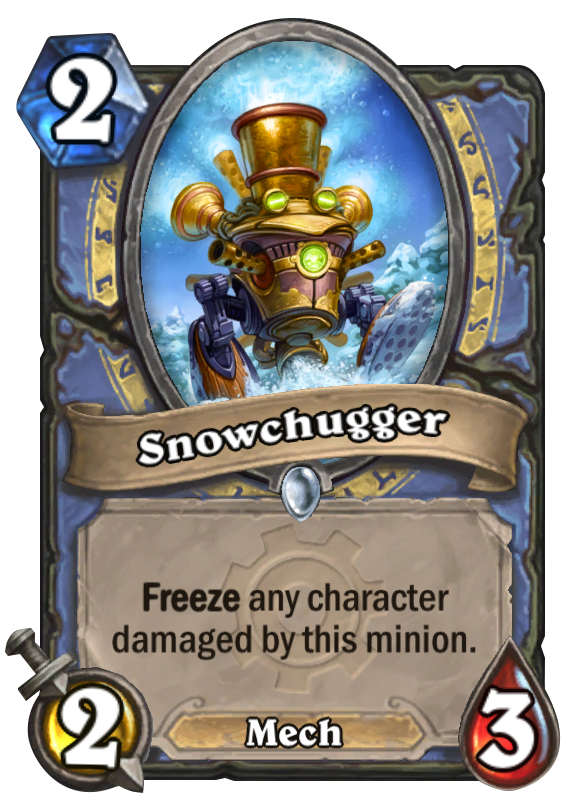 2
Snowchugger
Freeze any character
damaged by this minion.
2
Mech
3